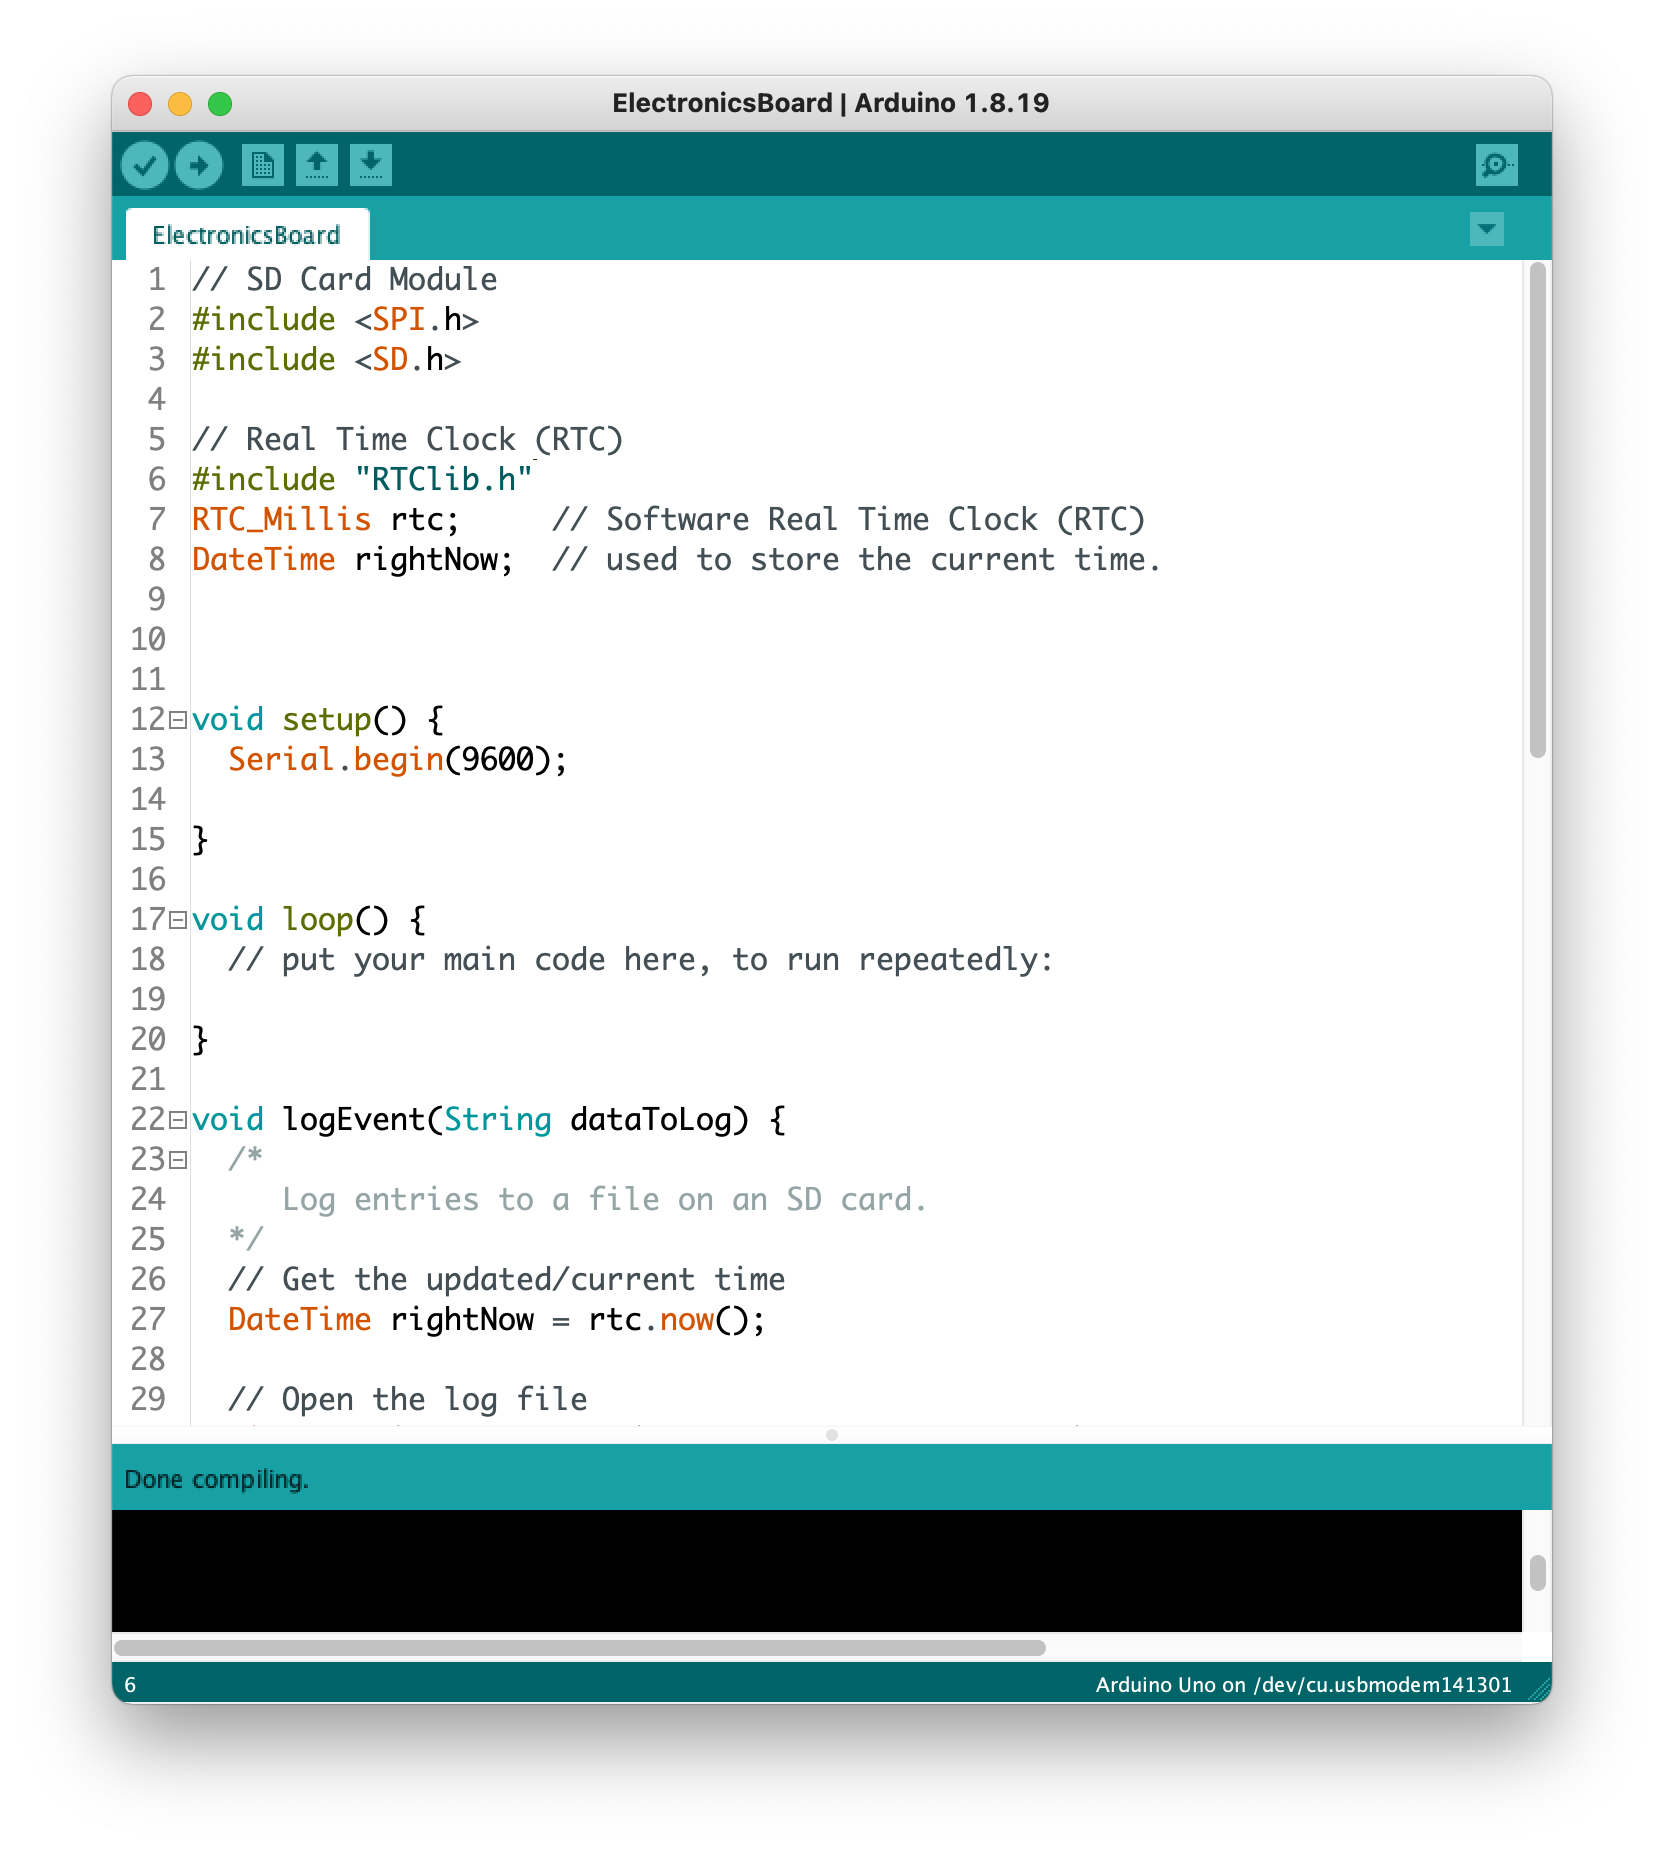 ElectronicsBoard | Arduino 1.8.19
ElectronicsBoard
1 // SD Card Module
2 #include <SPI.h>
3 #include <SD.h>
4
5 // Real Time Clock (RTC)
6 #include "RTClib.h"
7 RTC_Millis rtc;     // Software Real Time Clock (RTC)
8 DateTime rightNow;  // used to store the current time.
9
10
11
12 void setup() {
13   Serial.begin(9600);
14
15 }
16
17 void loop() {
18   // put your main code here, to run repeatedly:
19
20 }
21
22 void logEvent(String dataToLog) {
23   /*
24      Log entries to a file on an SD card.
25   */
26   // Get the updated/current time
27   DateTime rightNow = rtc.now();
28
29   // Open the log file
Done compiling.
6
Arduino Uno on /dev/cu.usbmodem141301